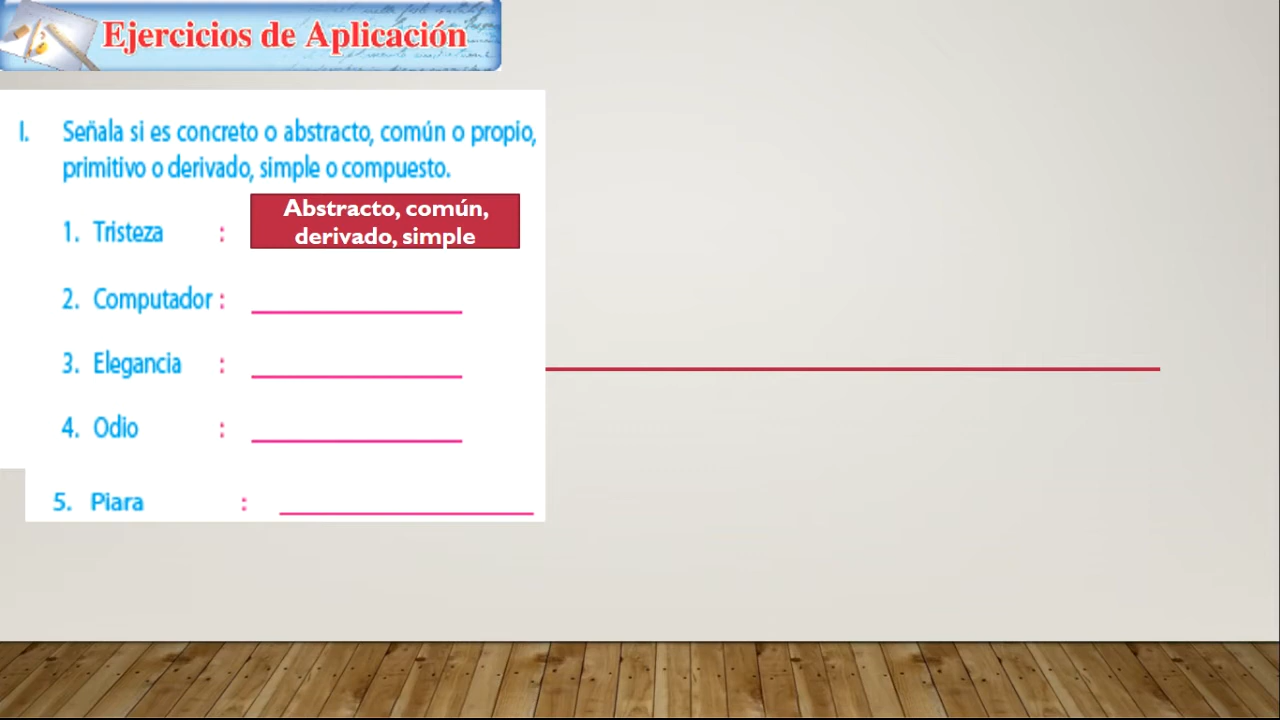 Ejercicios de Aplicación
I. Señala si es concreto o abstracto, común o propio,
primitivo o derivado, simple o compuesto.
1. Tristeza : Abstracto, común,
derivado, simple
2. Computador :
3. Elegancia :
4. Odio :
5. Piara :